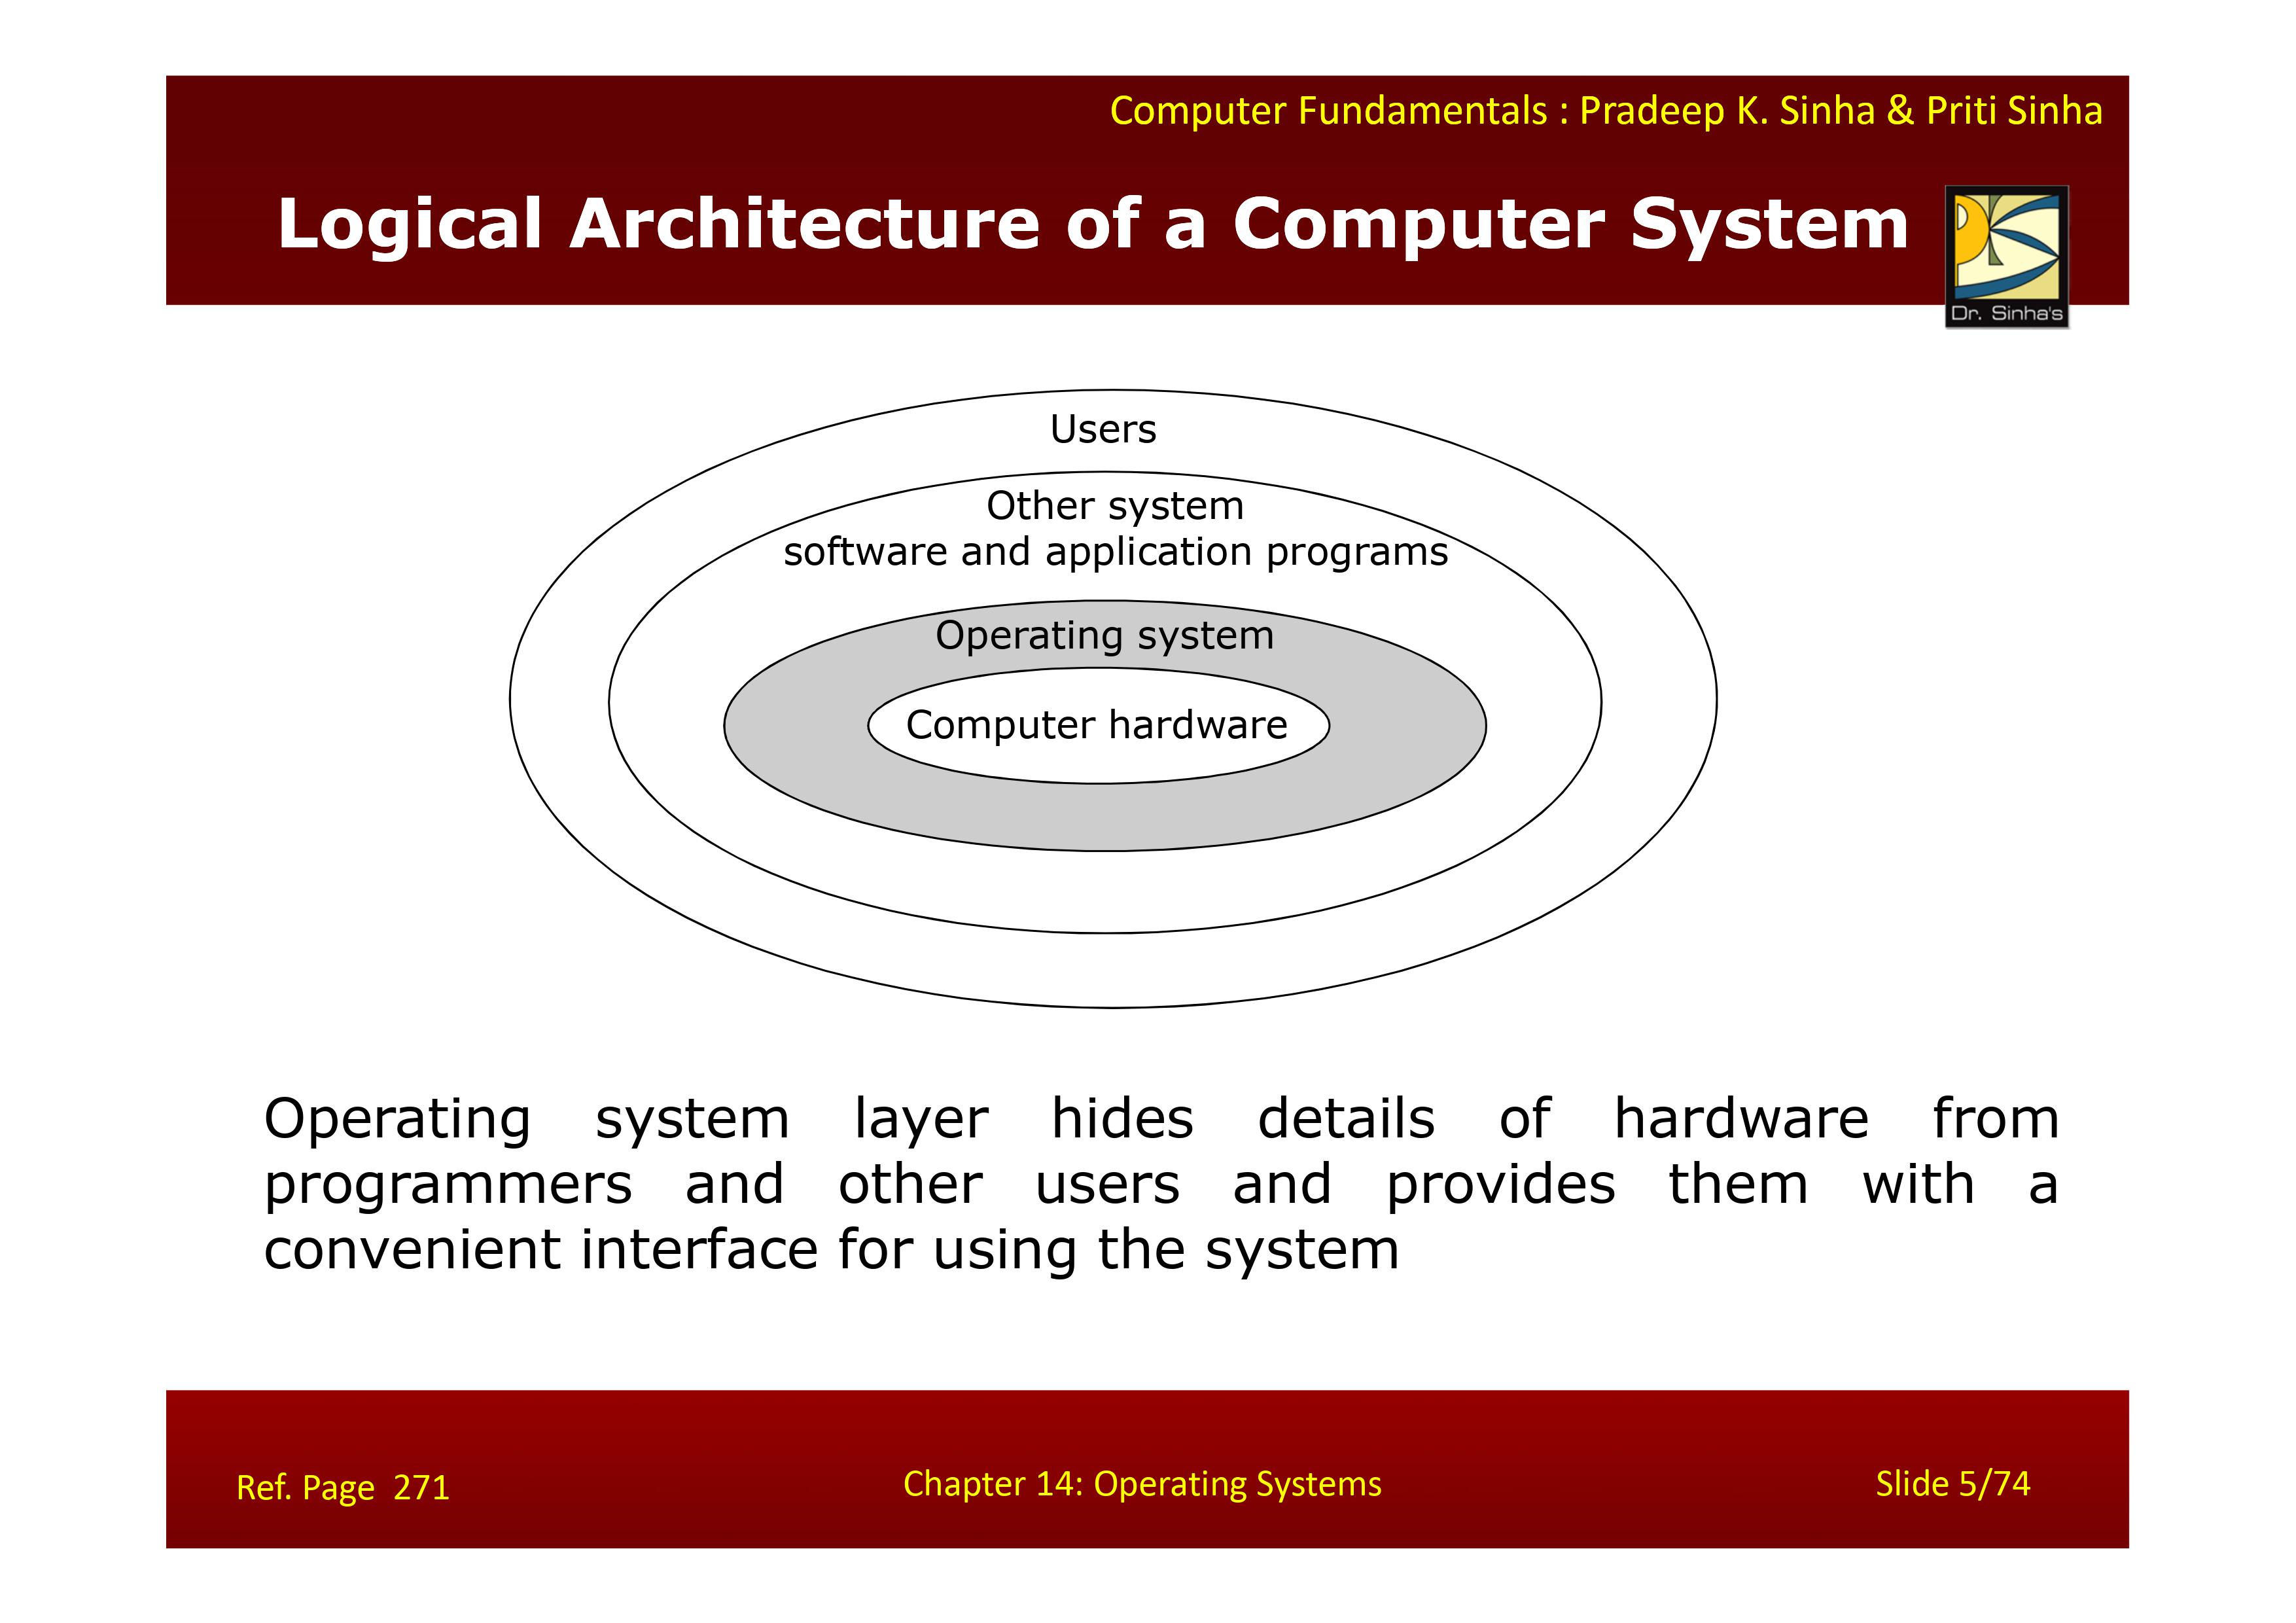 Computer Fundamentals : Pradeep K. Sinha & Priti Sinha
Logical Architecture of a Computer System
Dr. Sinha's
Users
Other system
software and application programs
Operating system
Computer hardware
Operating system layer hides details of hardware from
programmers and other users and provides them with a
convenient interface for using the system
Ref. Page 271
Chapter 14: Operating Systems
Slide 5/74